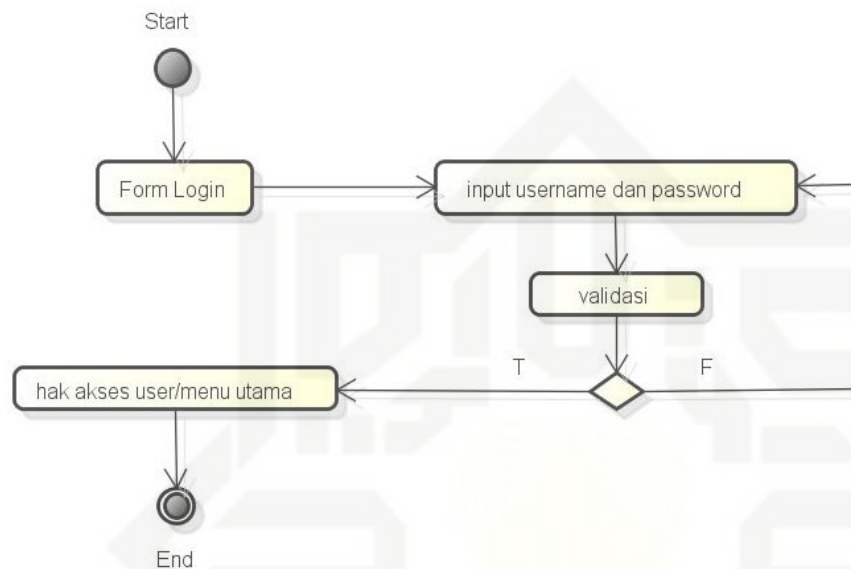 Start
Form Login
input username dan password
validasi
T
F
hak akses user/menu utama
End